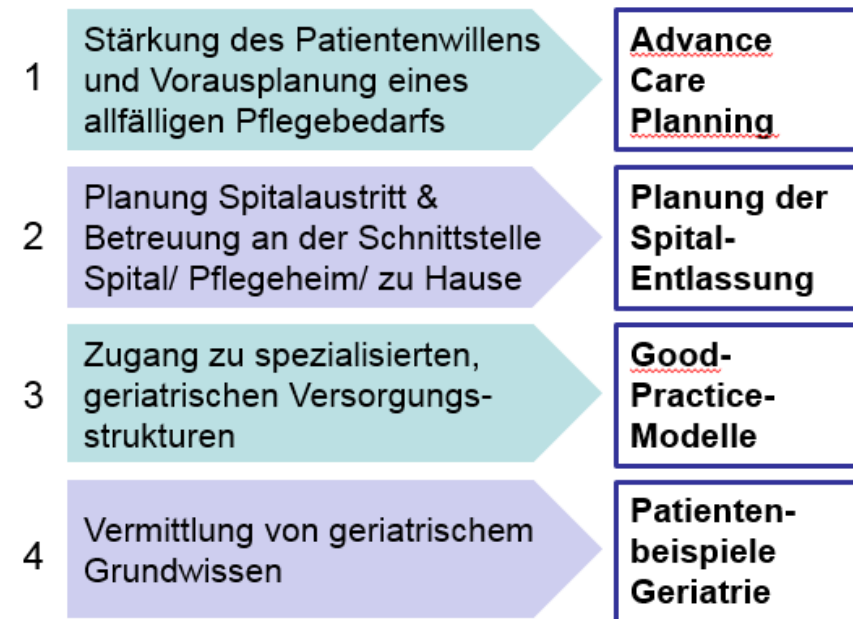 1
Stärkung des Patientenwillens
und Vorausplanung eines
allfälligen Pflegebedarfs
Advance
Care
Planning
2
Planung Spitalaustritt &
Betreuung an der Schnittstelle
Spital/ Pflegeheim/ zu Hause
Planung der
Spital-
Entlassung
3
Zugang zu spezialisierten,
geriatrischen Versorgungs-
strukturen
Good-
Practice-
Modelle
4
Vermittlung von geriatrischem
Grundwissen
Patienten-
beispiele
Geriatrie